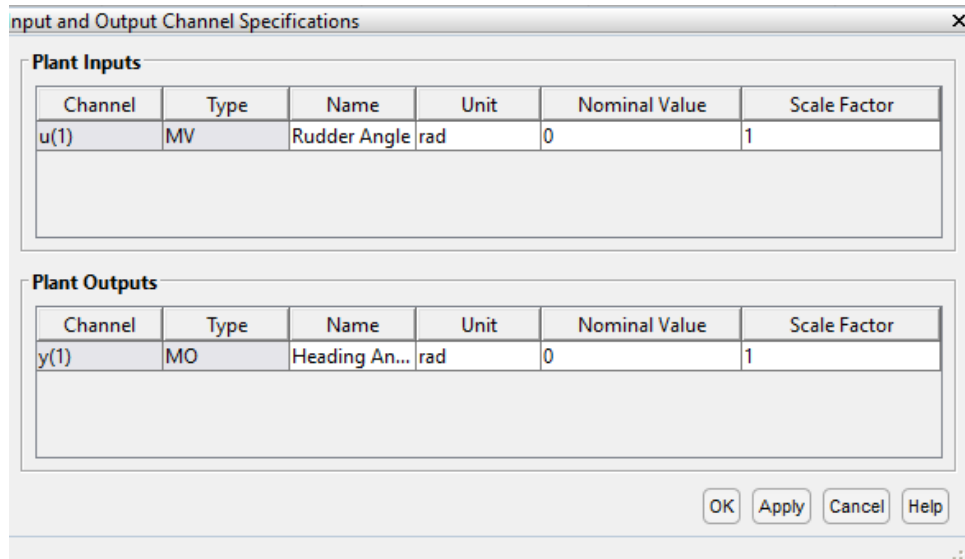 nput and Output Channel Specifications
Plant Inputs
Channel Type Name Unit Nominal Value Scale Factor
u(1) MV Rudder Angle rad 0 1
Plant Outputs
Channel Type Name Unit Nominal Value Scale Factor
y(1) MO Heading An... rad 0 1
OK Apply Cancel Help